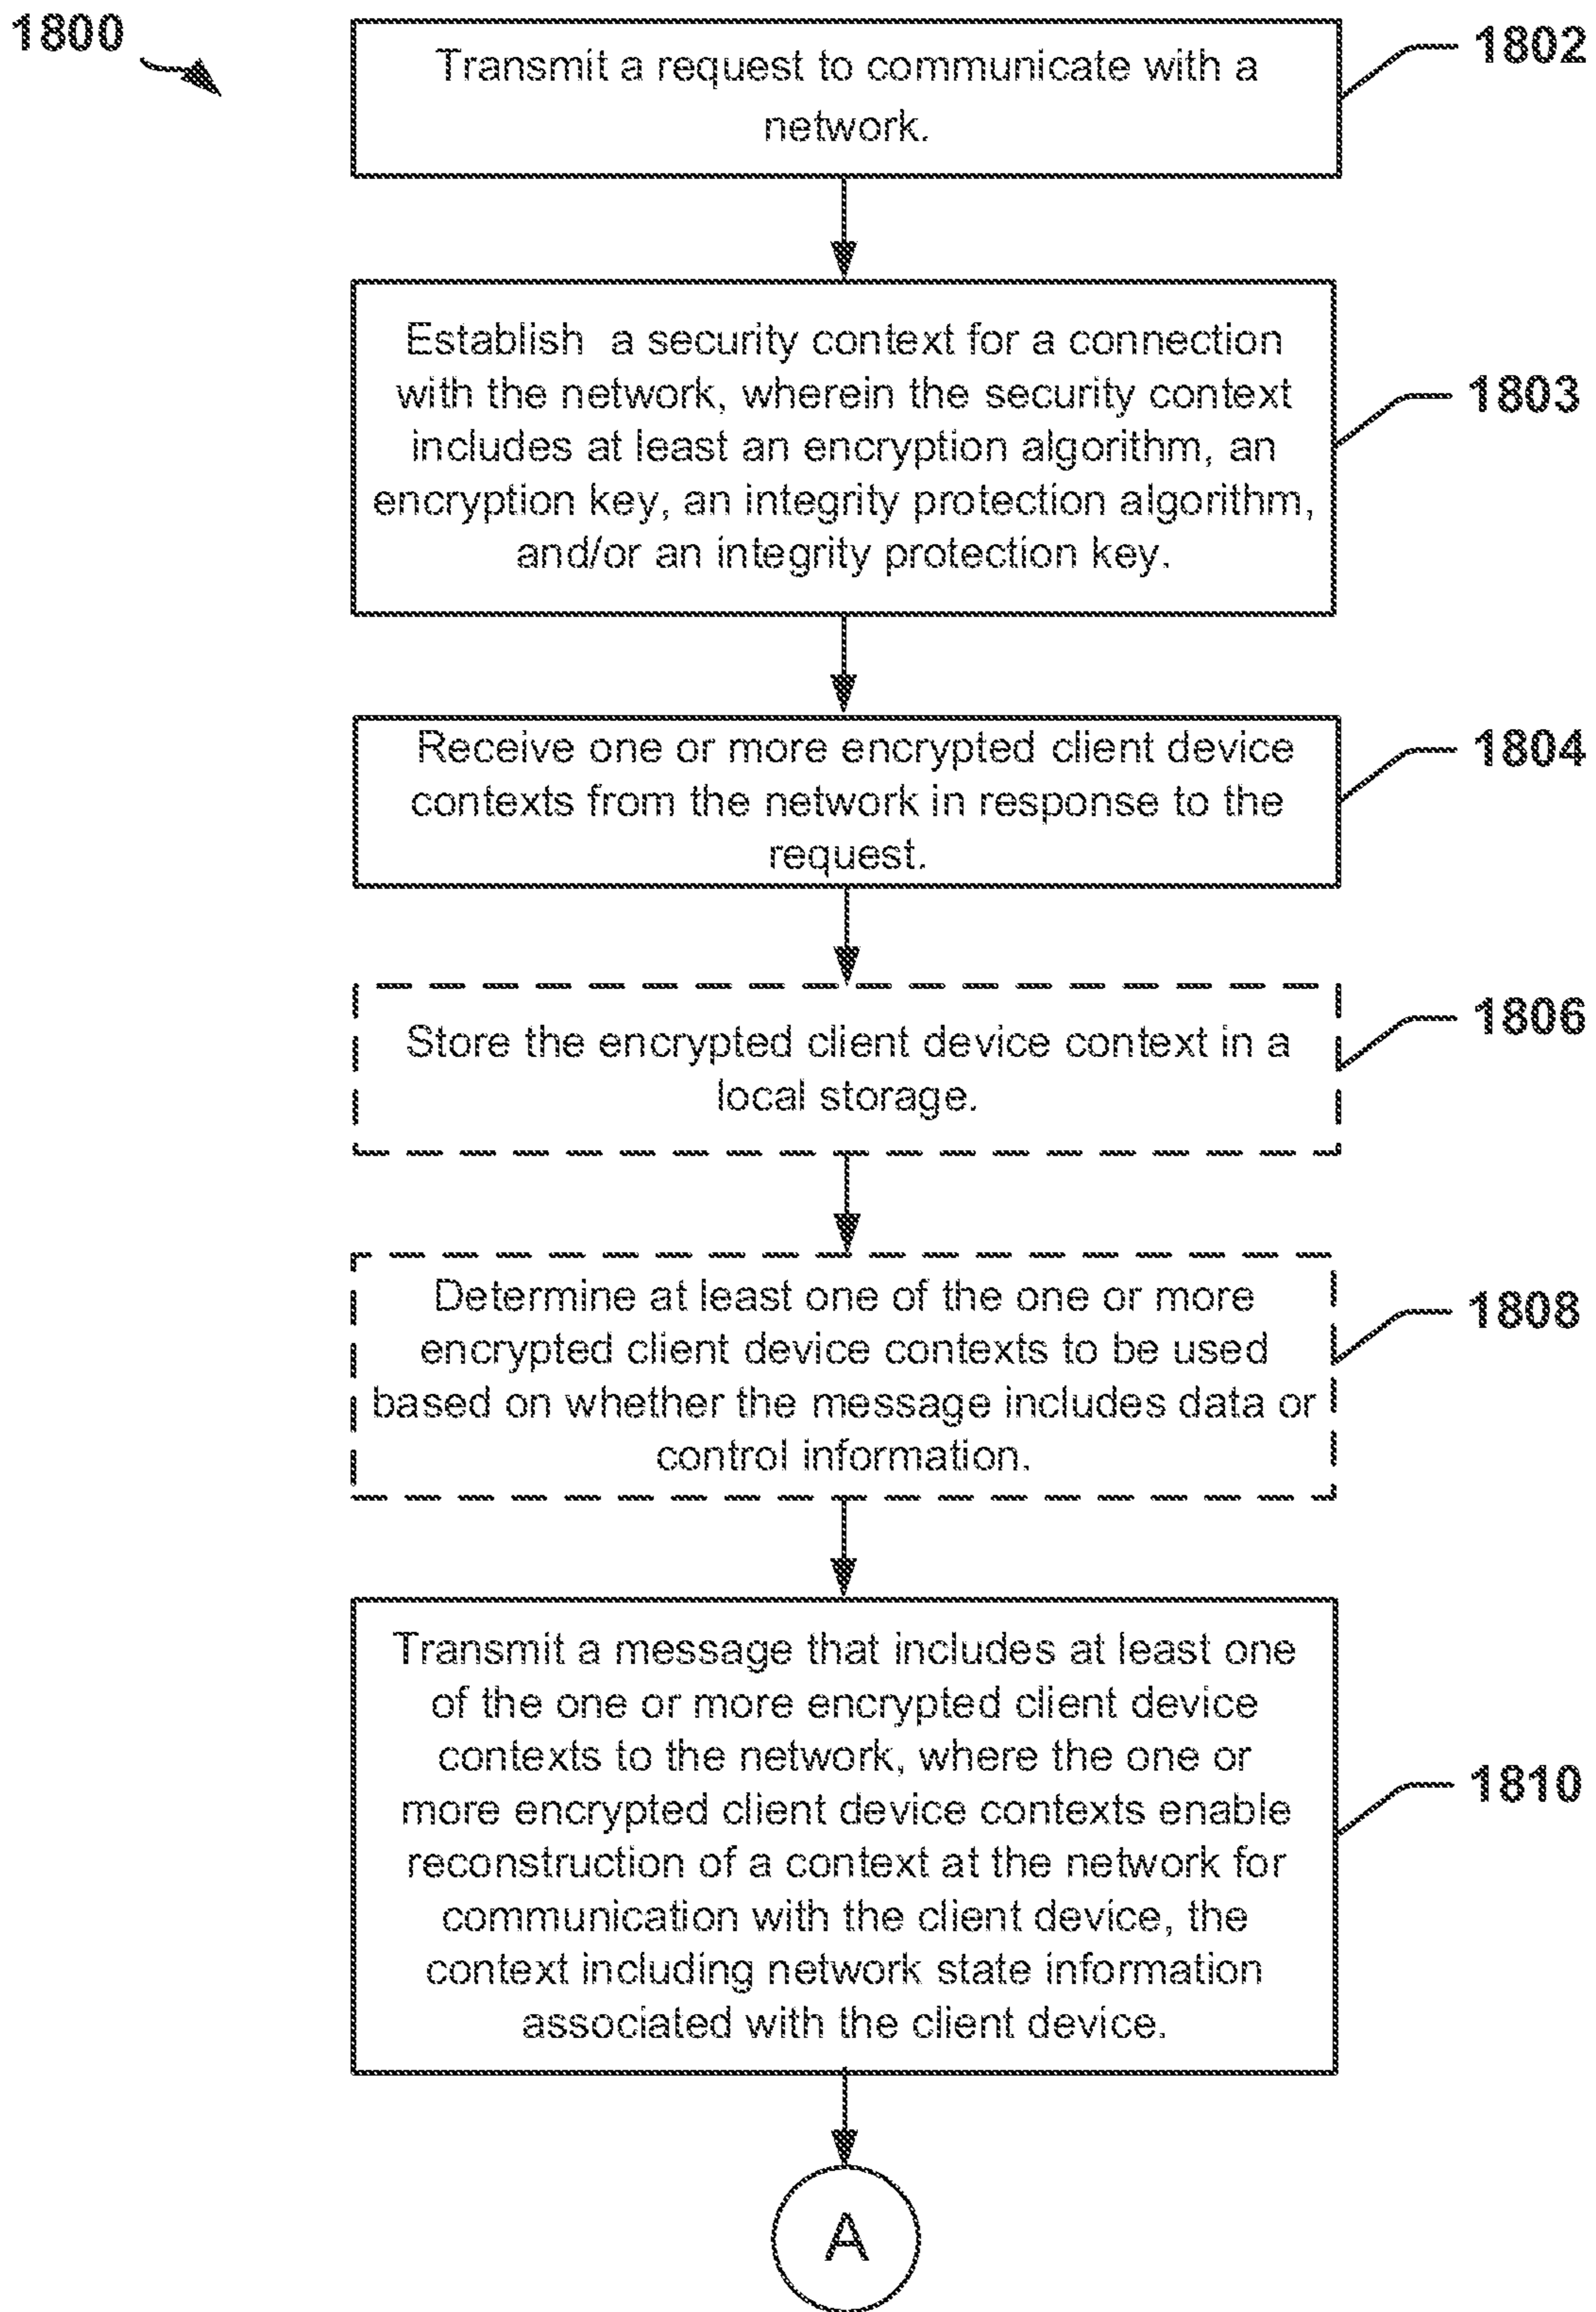 1800
Transmit a request to communicate with a
network.
1802
Establish a security context for a connection
with the network, wherein the security context
includes at least an encryption algorithm, an
encryption key, an integrity protection algorithm,
and/or an integrity protection key.
1803
Receive one or more encrypted client device
contexts from the network in response to the
request.
1804
Store the encrypted client device context in a
local storage.
1806
Determine at least one of the one or more
encrypted client device contexts to be used
based on whether the message includes data or
control information.
1808
Transmit a message that includes at least one
of the one or more encrypted client device
contexts to the network, where the one or
more encrypted client device contexts enable
reconstruction of a context at the network for
communication with the client device, the
context including network state information
associated with the client device.
1810
A